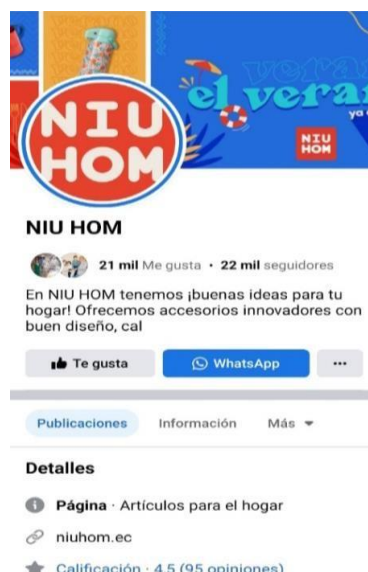 el vera
ya
NIU
HOM
NIU
HOM
NIU HOM
21 mil Me gusta · 22 mil seguidores
En NIU HOM tenemos ¡buenas ideas para tu
hogar! Ofrecemos accesorios innovadores con
buen diseño, cal
Te gusta
WhatsApp
Publicaciones
Información
Más
Detalles
Página · Artículos para el hogar
niuhom.ec
Calificación · 4,5 (95 opiniones)